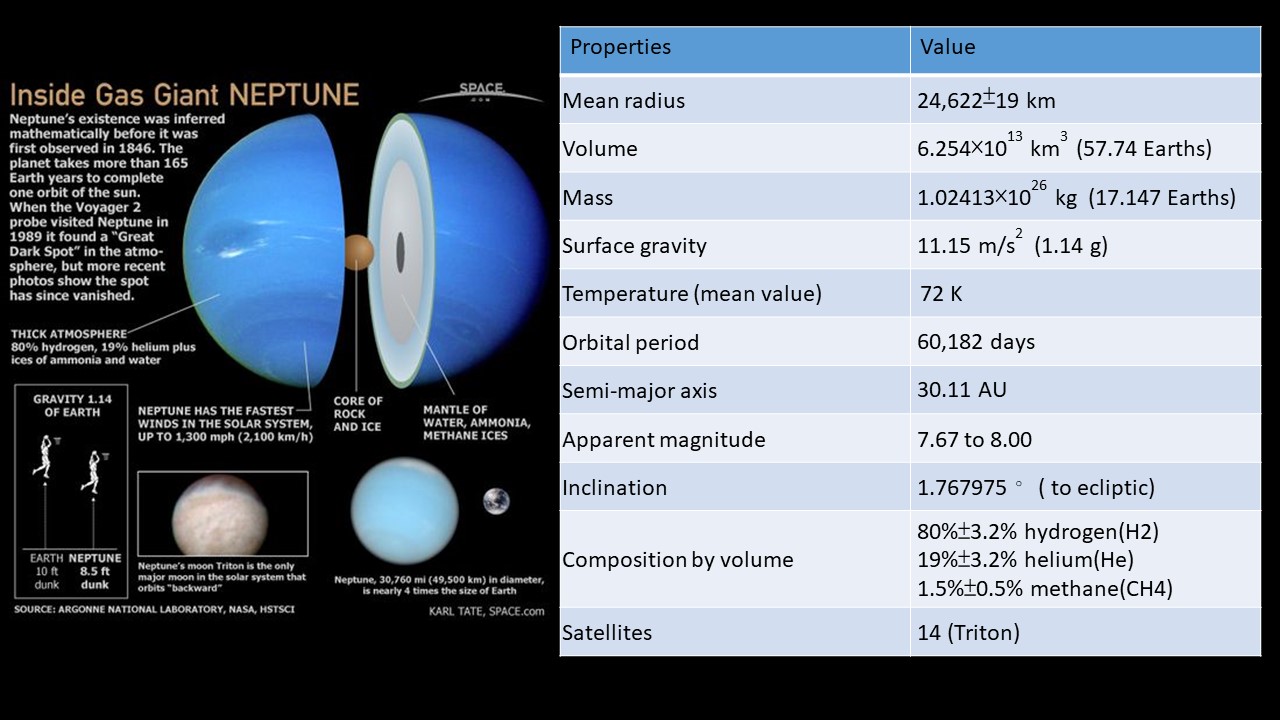 Inside Gas Giant NEPTUNE
SPACE
.com
Neptune's existence was inferred
mathematically before it was
first observed in 1846. The
planet takes more than 165
Earth years to complete
one orbit of the sun.
When the Voyager 2
probe visited Neptune in
1989 it found a "Great
Dark Spot" in the atmo-
sphere, but more recent
photos show the spot
has since vanished.
THICK ATMOSPHERE
80% hydrogen, 19% helium plus
ices of ammonia and water
GRAVITY 1.14
OF EARTH
EARTH
10 ft
dunk
NEPTUNE
8.5 ft
dunk
NEPTUNE HAS THE FASTEST
WINDS IN THE SOLAR SYSTEM,
UP TO 1,300 mph (2,100 km/h)
CORE OF
ROCK
AND ICE
MANTLE OF
WATER, AMMONIA,
METHANE ICES
Neptune's moon Triton is the only
major moon in the solar system that
orbits "backward"
Neptune, 30,760 mi (49,500 km) in diameter,
is nearly 4 times the size of Earth
SOURCE: ARGONNE NATIONAL LABORATORY, NASA, HSTSCI
KARL TATE, SPACE.com
Properties Value
Mean radius 24,622±19 km
Volume 6.254×10¹³ km³ (57.74 Earths)
Mass 1.02413×10²⁶ kg (17.147 Earths)
Surface gravity 11.15 m/s² (1.14 g)
Temperature (mean value) 72 K
Orbital period 60,182 days
Semi-major axis 30.11 AU
Apparent magnitude 7.67 to 8.00
Inclination 1.767975 ° ( to ecliptic)
Composition by volume
80%±3.2% hydrogen(H2)
19%±3.2% helium(He)
1.5%±0.5% methane(CH4)
Satellites 14 (Triton)